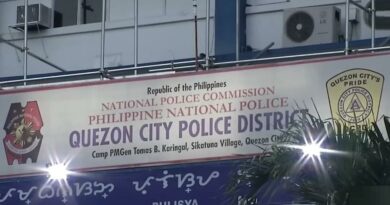 QUEZON CITY'S
PRIDE
Republic of the Philippines
NATIONAL POLICE COMMISSION
PHILIPPINE NATIONAL POLICE
QUEZON CITY POLICE DISTRICT
Camp PMGen Tomas B. Karingal, Sikatuna Village, Quezon City
PULISYA